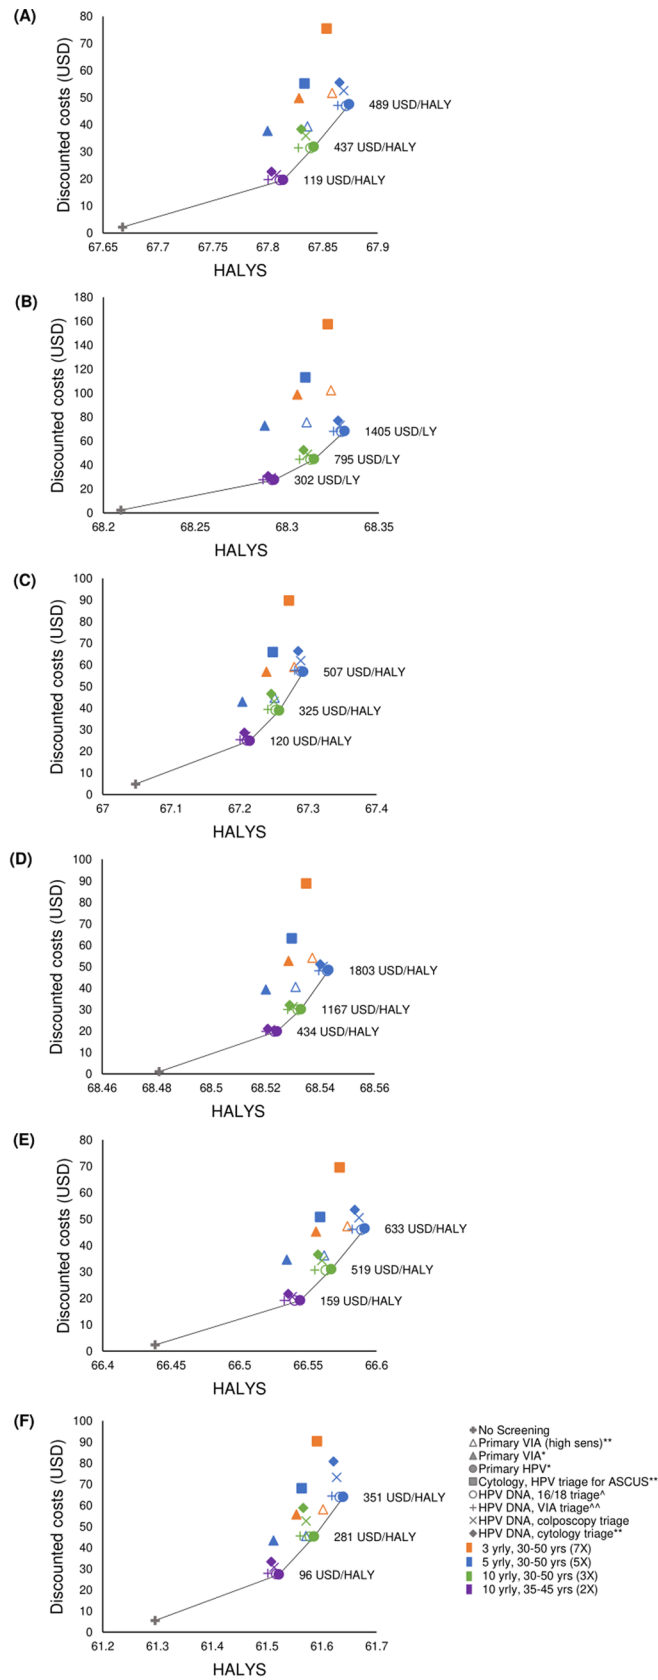 (A)
80
70
60
50
40
30
20
10
0
Discounted costs (USD)
489 USD/HALY
437 USD/HALY
119 USD/HALY
67.65 67.7 67.75 67.8 67.85 67.9
HALYS
(B)
180
160
140
120
100
80
60
40
20
0
Discounted costs (USD)
1405 USD/LY
795 USD/LY
302 USD/LY
68.2 68.25 68.3 68.35
HALYS
(C)
100
90
80
70
60
50
40
30
20
10
0
Discounted costs (USD)
507 USD/HALY
325 USD/HALY
120 USD/HALY
67 67.1 67.2 67.3 67.4
HALYS
(D)
100
90
80
70
60
50
40
30
20
10
0
Discounted costs (USD)
1803 USD/HALY
1167 USD/HALY
434 USD/HALY
68.46 68.48 68.5 68.52 68.54 68.56
HALYS
(E)
80
70
60
50
40
30
20
10
0
Discounted costs (USD)
633 USD/HALY
519 USD/HALY
159 USD/HALY
66.4 66.45 66.5 66.55 66.6
HALYS
(F)
100
90
80
70
60
50
40
30
20
10
0
Discounted costs (USD)
351 USD/HALY
281 USD/HALY
96 USD/HALY
61.2 61.3 61.4 61.5 61.6 61.7
HALYS
No Screening
Primary VIA (high sens)**
Primary VIA*
Primary HPV*
Cytology, HPV triage for ASCUS**
HPV DNA, 16/18 triage^
HPV DNA, VIA triage^^
HPV DNA, colposcopy triage
HPV DNA, cytology triage**
3 yrly, 30-50 yrs (7X)
5 yrly, 30-50 yrs (5X)
10 yrly, 30-50 yrs (3X)
10 yrly, 35-45 yrs (2X)